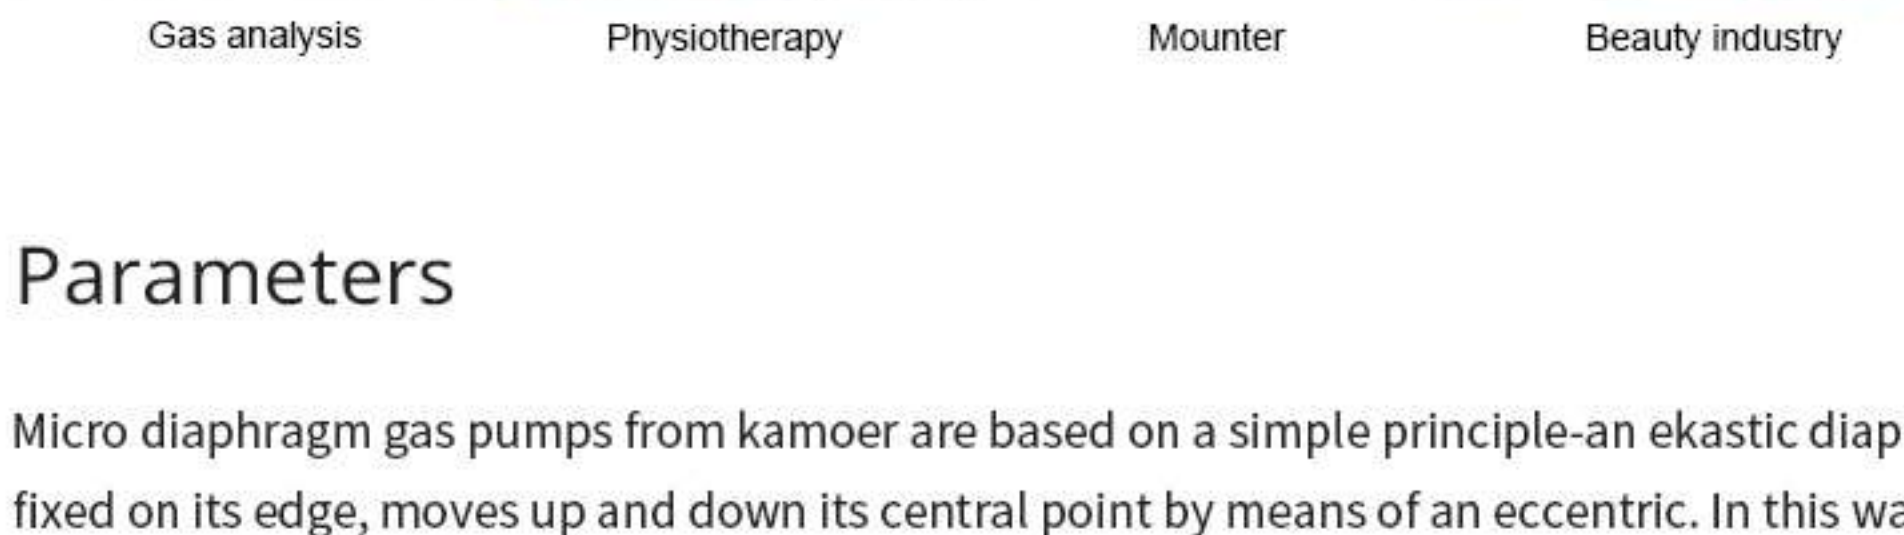 Gas analysis Physiotherapy Mounter Beauty industry
Parameters
Micro diaphragm gas pumps from kamoer are based on a simple principle-an ekastic diap
fixed on its edge, moves up and down its central point by means of an eccentric. In this wa